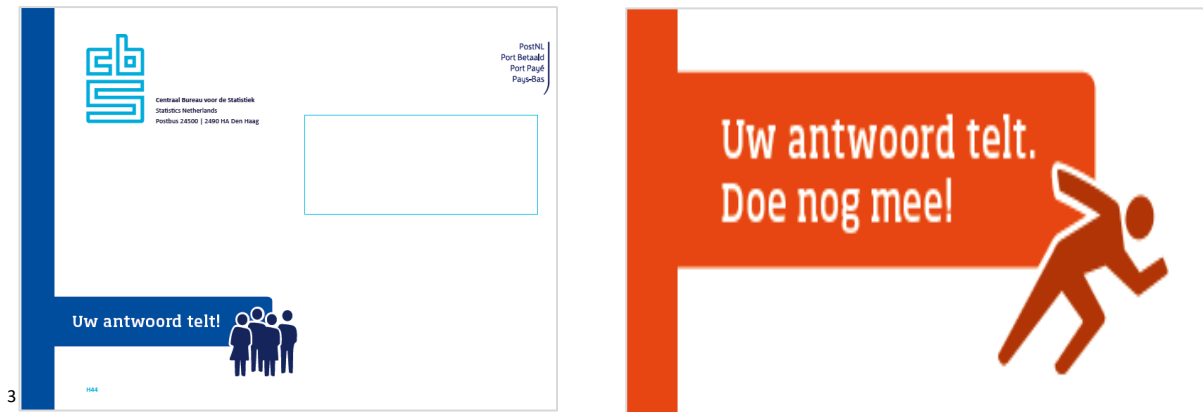 cbs
PostNL
Port Betaald
Port Payé
Pays-Bas
Centraal Bureau voor de Statistiek
Statistics Netherlands
Postbus 24500 | 2490 HA Den Haag
Uw antwoord telt!
H44
3
Uw antwoord telt.
Doe nog mee!